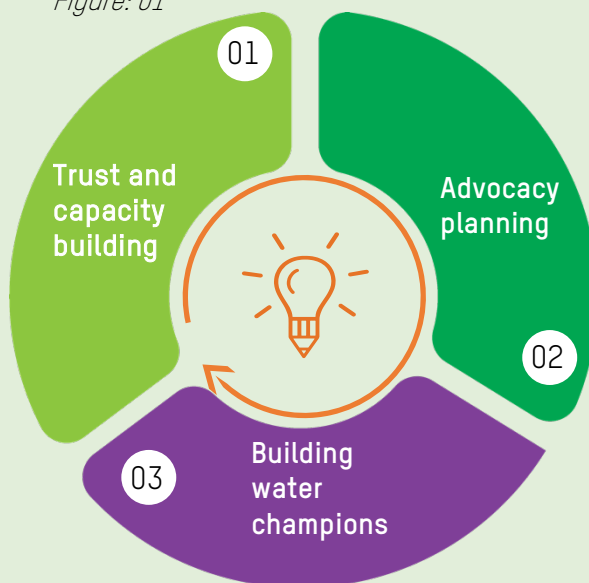 Figure: 01
01
Trust and
capacity
building
Advocacy
planning
02
03
Building
water
champions